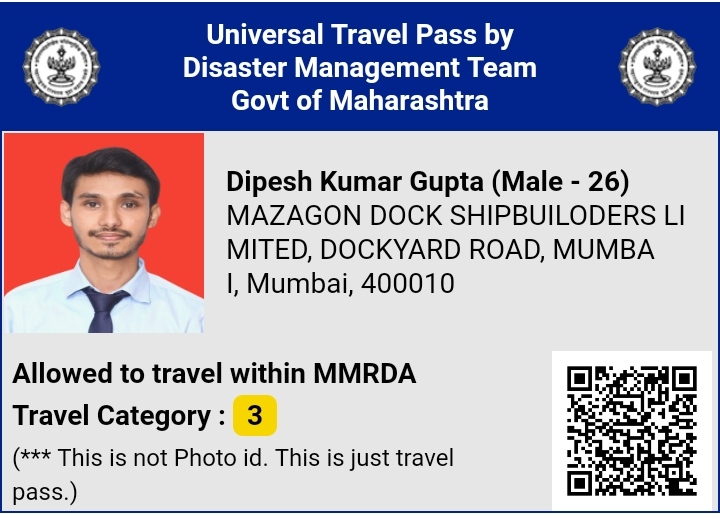 Universal Travel Pass by
Disaster Management Team
Govt of Maharashtra
Dipesh Kumar Gupta (Male - 26)
MAZAGON DOCK SHIPBUILODERS LI
MITED, DOCKYARD ROAD, MUMBA
I, Mumbai, 400010
Allowed to travel within MMRDA
Travel Category : 3
(*** This is not Photo id. This is just travel
pass.)